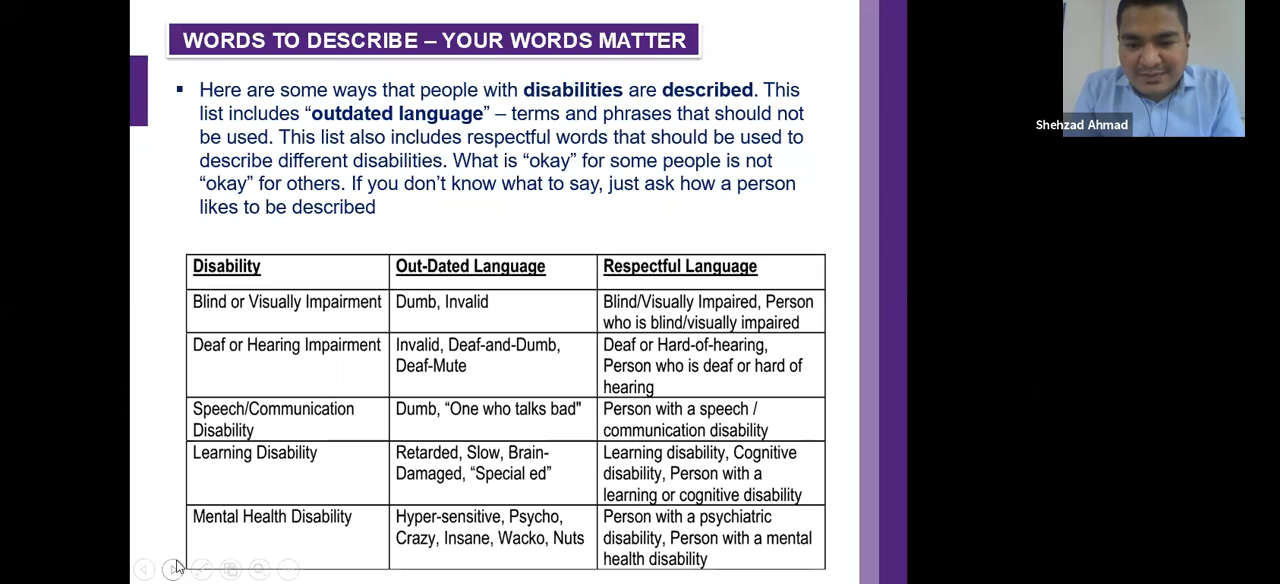 WORDS TO DESCRIBE – YOUR WORDS MATTER
▪ Here are some ways that people with disabilities are described. This
list includes “outdated language” – terms and phrases that should not
be used. This list also includes respectful words that should be used to
describe different disabilities. What is “okay” for some people is not
“okay” for others. If you don’t know what to say, just ask how a person
likes to be described
Shehzad Ahmad
Disability Out-Dated Language Respectful Language
Blind or Visually Impairment Dumb, Invalid Blind/Visually Impaired, Person
who is blind/visually impaired
Deaf or Hearing Impairment Invalid, Deaf-and-Dumb, Deaf or Hard-of-hearing,
Deaf-Mute Person who is deaf or hard of
hearing
Speech/Communication Dumb, “One who talks bad" Person with a speech /
Disability communication disability
Learning Disability Retarded, Slow, Brain- Learning disability, Cognitive
Damaged, “Special ed” disability, Person with a
learning or cognitive disability
Mental Health Disability Hyper-sensitive, Psycho, Person with a psychiatric
Crazy, Insane, Wacko, Nuts disability, Person with a mental
health disability